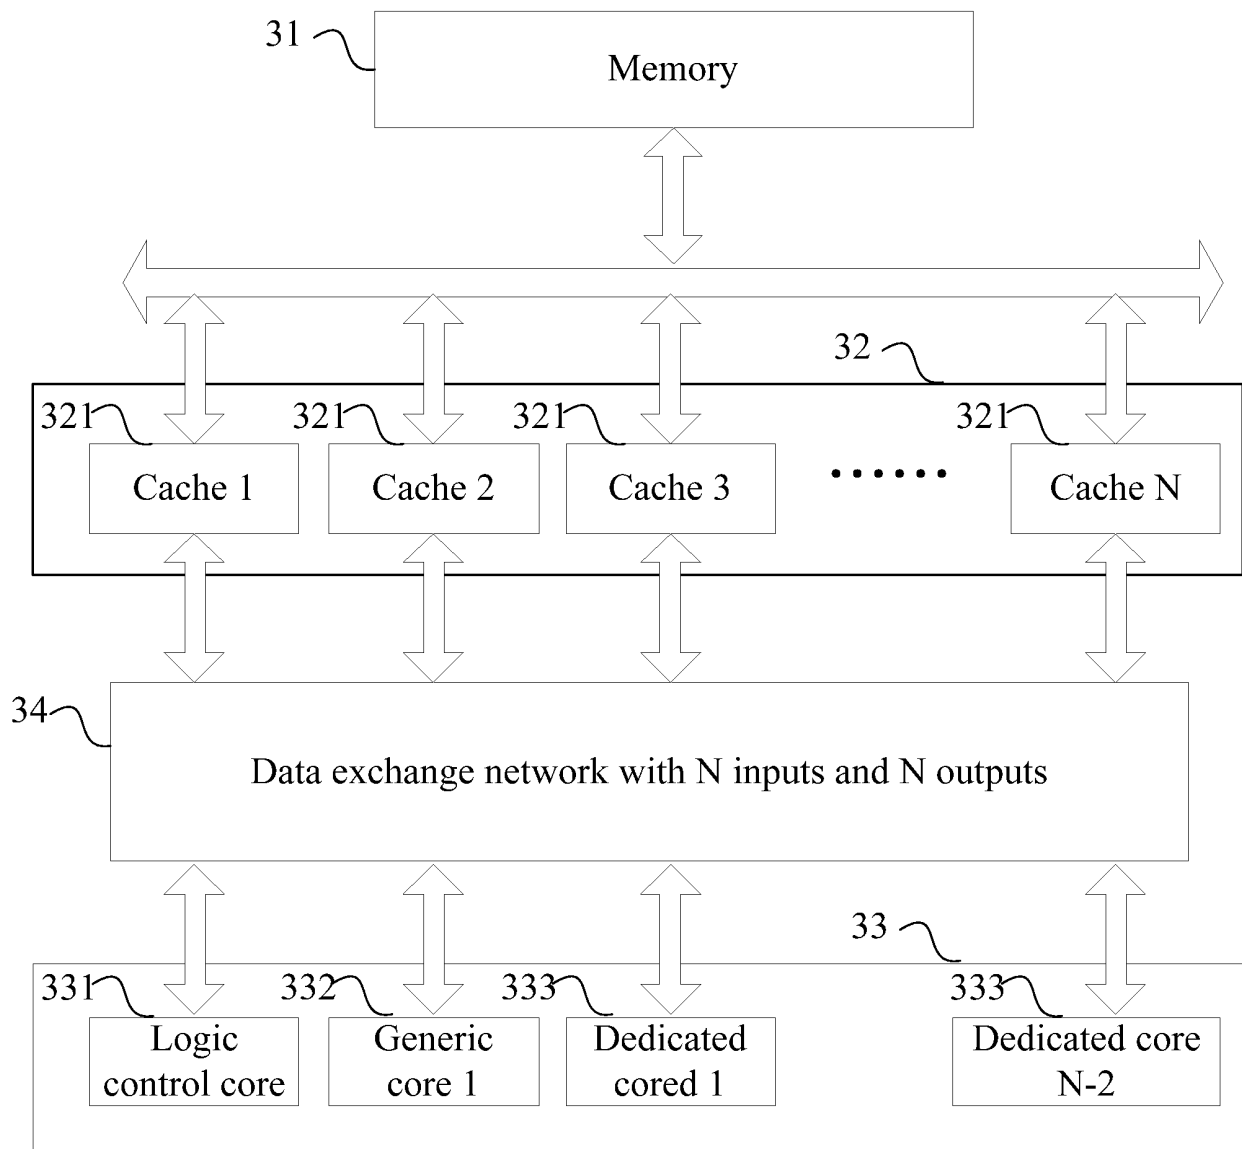 31
Memory
32
321
321
321
321
Cache 1
Cache 2
Cache 3
......
Cache N
34
Data exchange network with N inputs and N outputs
33
331
332
333
333
Logic
control core
Generic
core 1
Dedicated
cored 1
Dedicated core
N-2